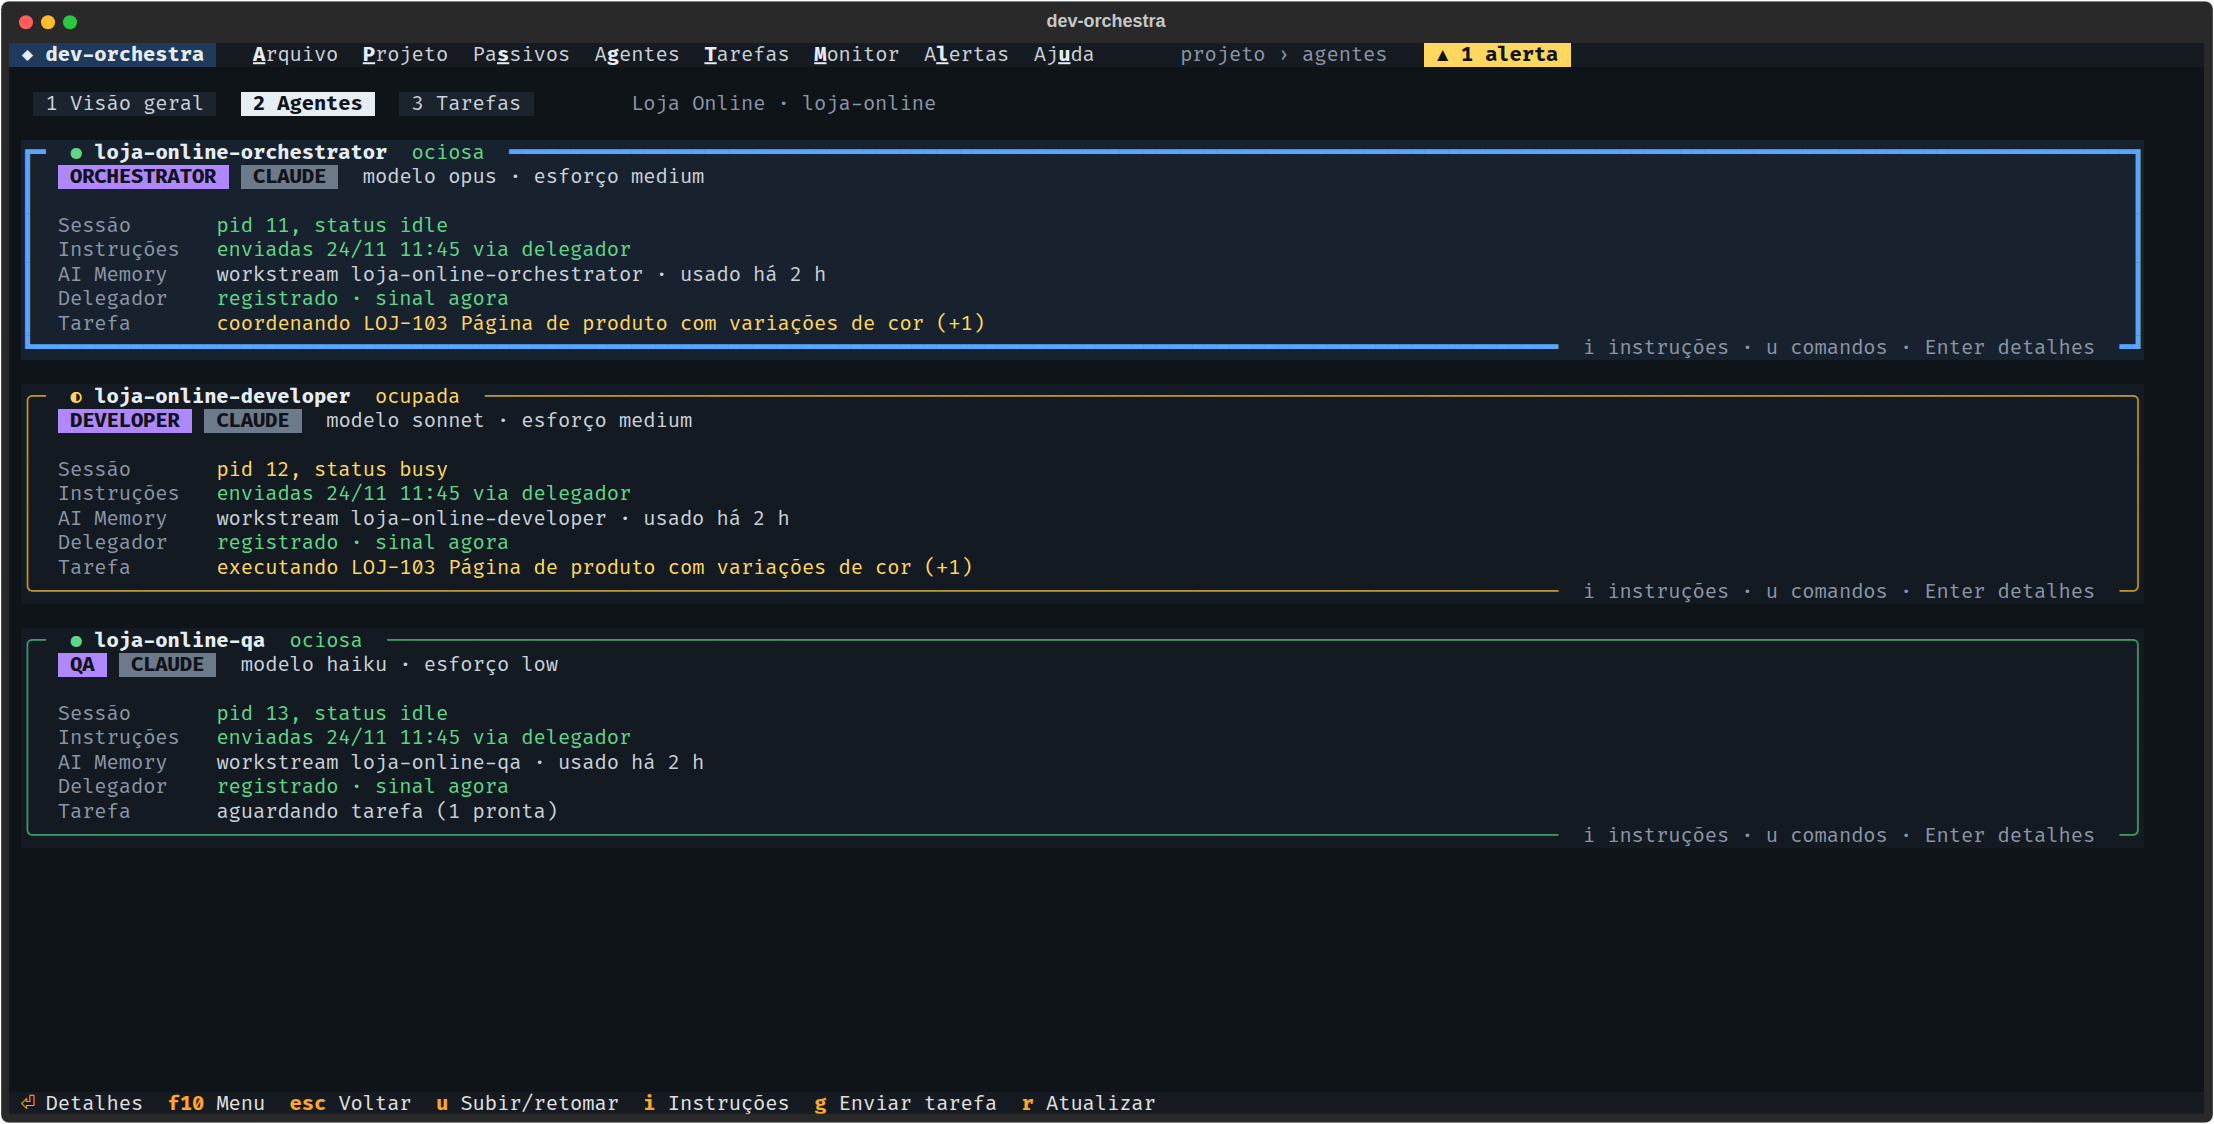 dev-orchestra
◆ dev-orchestra Arquivo Projeto Passivos Agentes Tarefas Monitor Alertas Ajuda projeto › agentes ▲ 1 alerta
1 Visão geral 2 Agentes 3 Tarefas Loja Online · loja-online
● loja-online-orchestrator ociosa
ORCHESTRATOR CLAUDE modelo opus · esforço medium
Sessão pid 11, status idle
Instruções enviadas 24/11 11:45 via delegador
AI Memory workstream loja-online-orchestrator · usado há 2 h
Delegador registrado · sinal agora
Tarefa coordenando LOJ-103 Página de produto com variações de cor (+1)
i instruções · u comandos · Enter detalhes
◐ loja-online-developer ocupada
DEVELOPER CLAUDE modelo sonnet · esforço medium
Sessão pid 12, status busy
Instruções enviadas 24/11 11:45 via delegador
AI Memory workstream loja-online-developer · usado há 2 h
Delegador registrado · sinal agora
Tarefa executando LOJ-103 Página de produto com variações de cor (+1)
i instruções · u comandos · Enter detalhes
● loja-online-qa ociosa
QA CLAUDE modelo haiku · esforço low
Sessão pid 13, status idle
Instruções enviadas 24/11 11:45 via delegador
AI Memory workstream loja-online-qa · usado há 2 h
Delegador registrado · sinal agora
Tarefa aguardando tarefa (1 pronta)
i instruções · u comandos · Enter detalhes
⏎ Detalhes f10 Menu esc Voltar u Subir/retomar i Instruções g Enviar tarefa r Atualizar